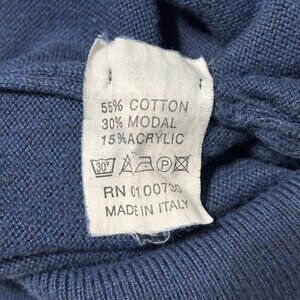 55% COTTON
30% MODAL
15% ACRYLIC
30° P
RN 0100730
MADE IN ITALY